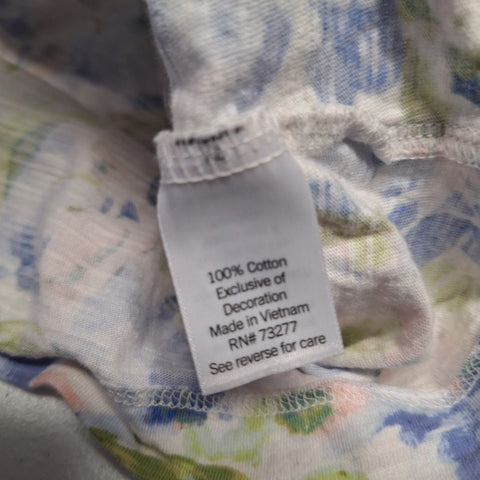 100% Cotton
Exclusive of
Decoration
Made in Vietnam
RN# 73277
See reverse for care